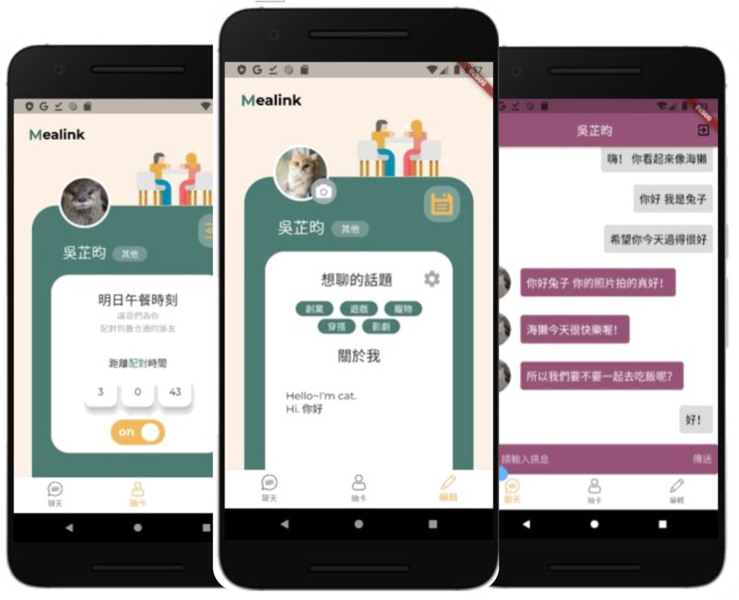 Mealink
吳芷昀
其他
明日午餐時刻
讓我們為你
配對到最合適的飯友
距離配對時間
3 0 43
on
聊天
抽卡
Mealink
吳芷昀
其他
想聊的話題
創業 遊戲 寵物
穿搭 影劇
關於我
Hello~I'm cat.
Hi. 你好
聊天
抽卡
編輯
吳芷昀
嗨! 你看起來像海獺
你好 我是兔子
希望你今天過得很好
你好兔子 你的照片拍的真好!
海獺今天很快樂喔!
所以我們要不要一起去吃飯呢?
好!
請輸入訊息
傳送
聊天
抽卡
編輯